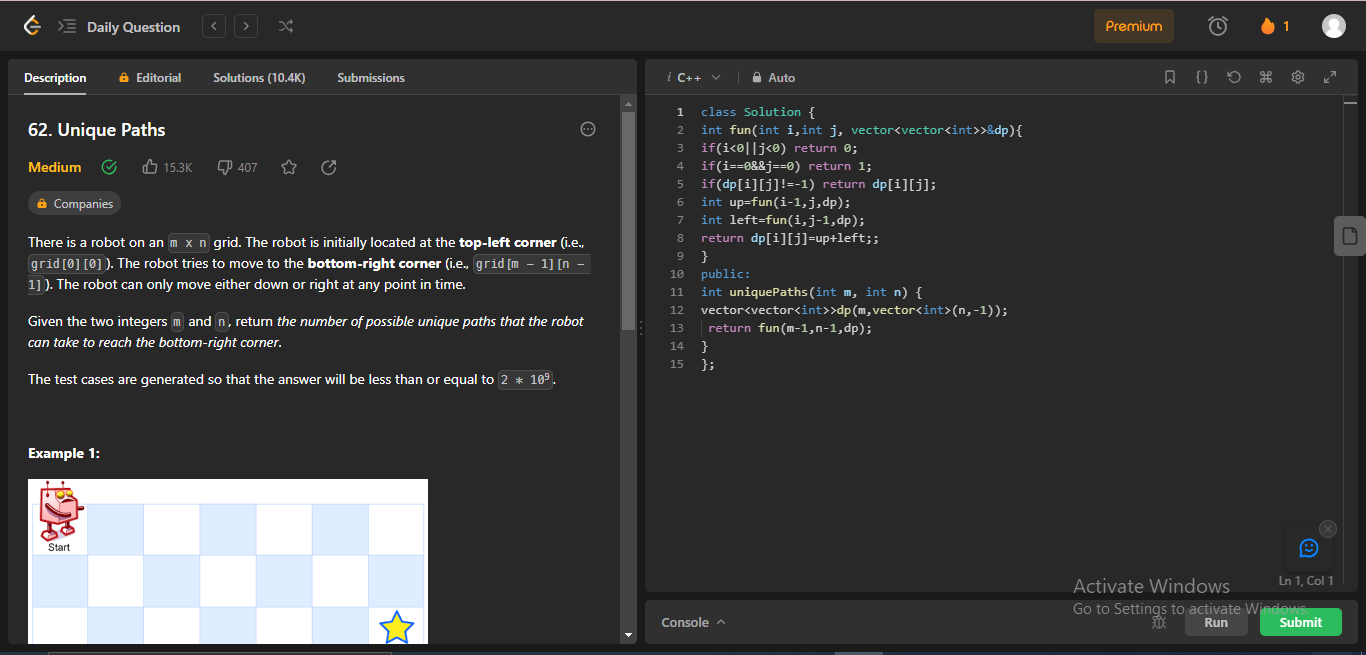 Daily Question
Premium
1
Description
Editorial
Solutions (10.4K)
Submissions
62. Unique Paths
Medium
15.3K
407
Companies
There is a robot on an m x n grid. The robot is initially located at the top-left corner (i.e.,
grid[0][0]). The robot tries to move to the bottom-right corner (i.e., grid[m - 1][n -
1]). The robot can only move either down or right at any point in time.
Given the two integers m and n, return the number of possible unique paths that the robot
can take to reach the bottom-right corner.
The test cases are generated so that the answer will be less than or equal to 2 * 10⁹.
Example 1:
Start
i C++
Auto
1 class Solution {
2 int fun(int i,int j, vector<vector<int>>&dp){
3 if(i<0||j<0) return 0;
4 if(i==0&&j==0) return 1;
5 if(dp[i][j]!=-1) return dp[i][j];
6 int up=fun(i-1,j,dp);
7 int left=fun(i,j-1,dp);
8 return dp[i][j]=up+left;;
9 }
10 public:
11 int uniquePaths(int m, int n) {
12 vector<vector<int>>dp(m,vector<int>(n,-1));
13 return fun(m-1,n-1,dp);
14 }
15 };
Ln 1, Col 1
Activate Windows
Go to Settings to activate Windows.
Console
Run
Submit